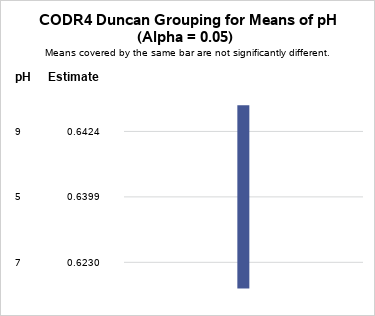 CODR4 Duncan Grouping for Means of pH
(Alpha = 0.05)
Means covered by the same bar are not significantly different.
pH Estimate
9 0.6424
5 0.6399
7 0.6230